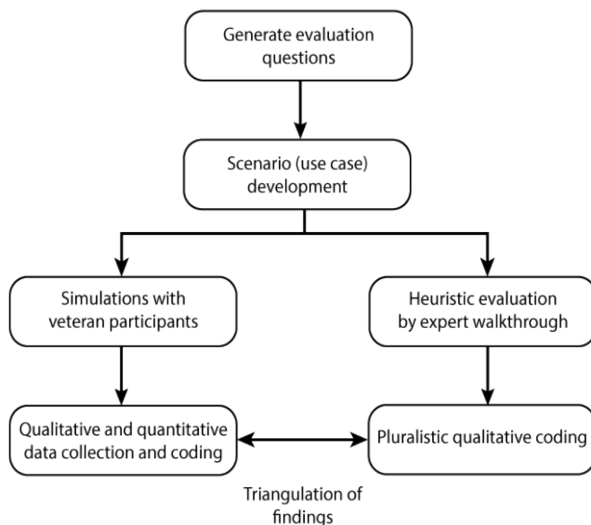 Generate evaluation
questions
Scenario (use case)
development
Simulations with
veteran participants
Heuristic evaluation
by expert walkthrough
Qualitative and quantitative
data collection and coding
Pluralistic qualitative coding
Triangulation of
findings